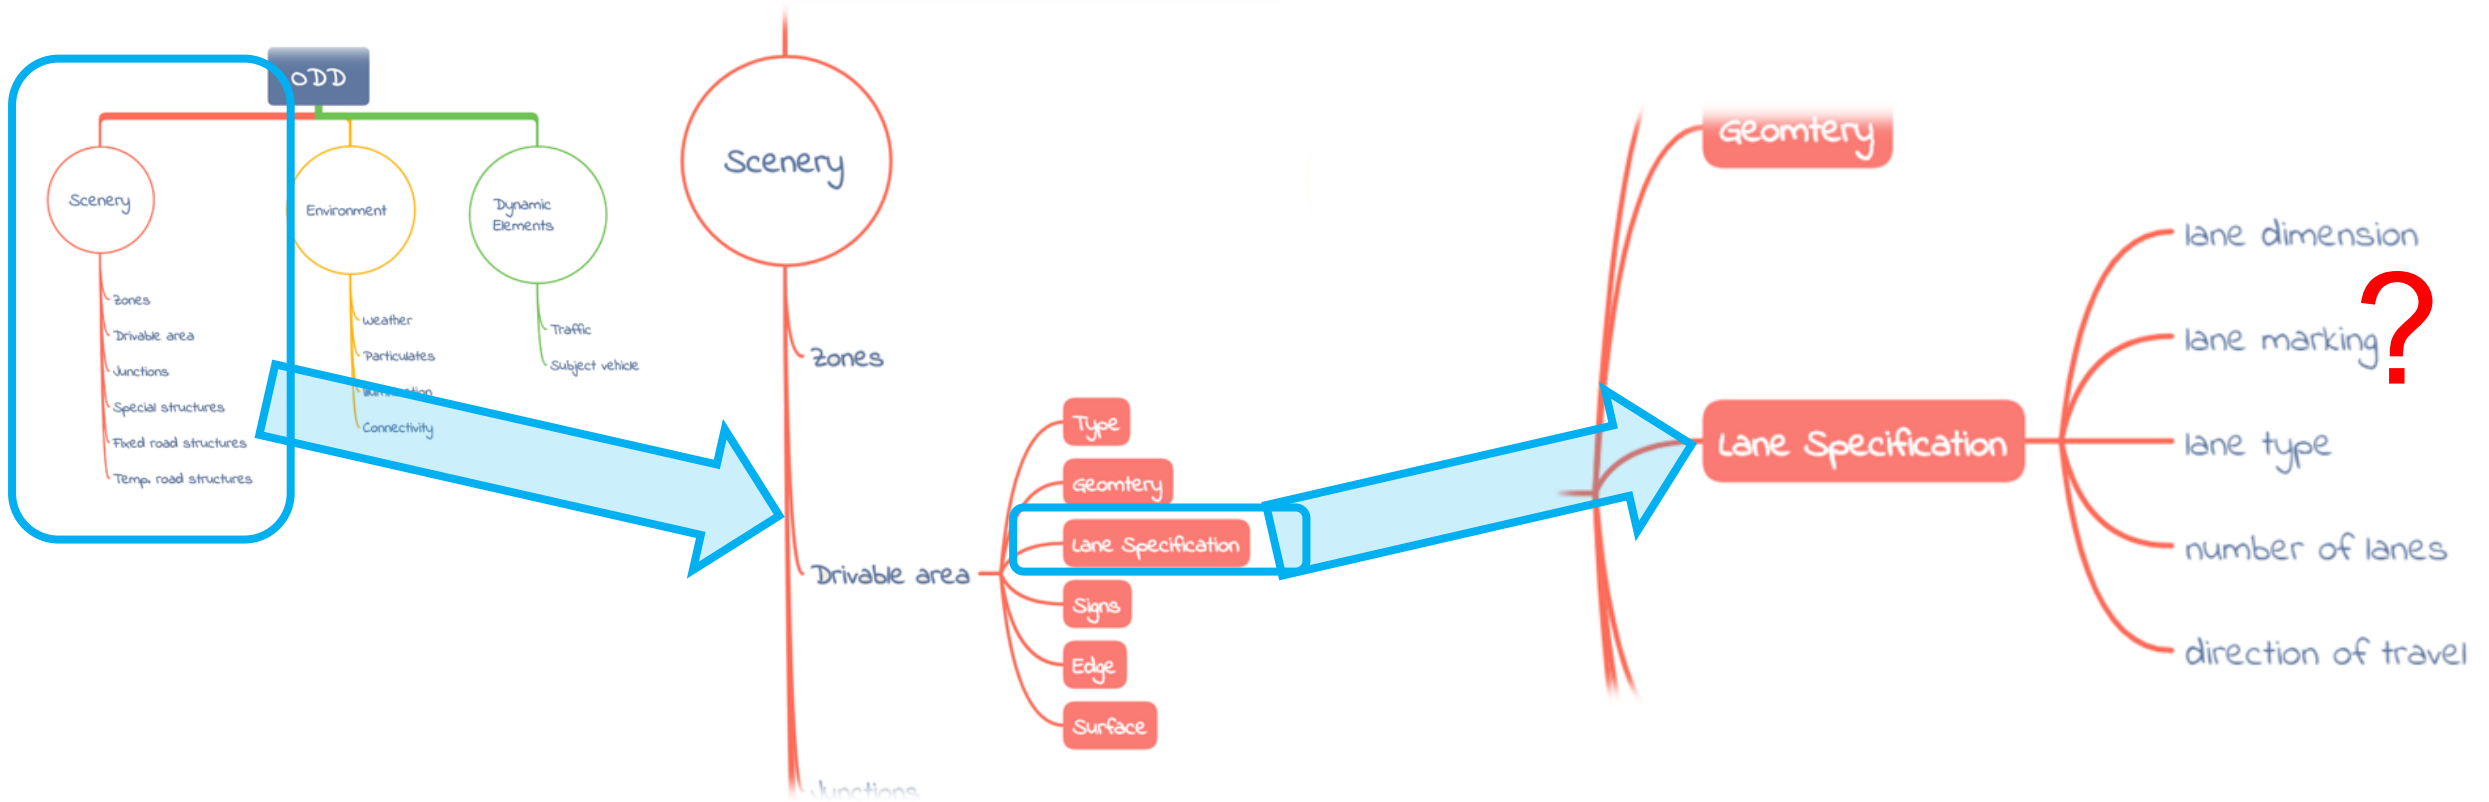 ODD
Scenery
Zones
Drivable area
Junctions
Special structures
Fixed road structures
Temp. road structures
Environment
Weather
Particulates
Connectivity
Dynamic
Elements
Traffic
Subject vehicle
Scenery
Zones
Drivable area
Junctions
Type
Geomtery
Lane Specification
Signs
Edge
Surface
Geomtery
Lane Specification
lane dimension
lane marking
?
lane type
number of lanes
direction of travel